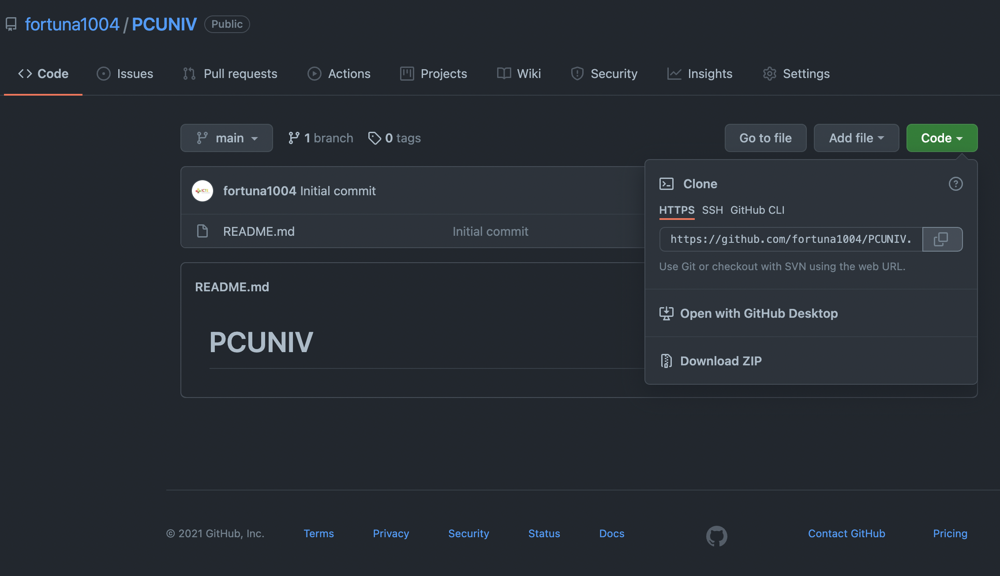 fortuna1004 / PCUNIV Public
Code Issues Pull requests Actions Projects Wiki Security Insights Settings
main 1 branch 0 tags Go to file Add file Code
ICTE fortuna1004 Initial commit
README.md Initial commit
Clone
HTTPS SSH GitHub CLI
https://github.com/fortuna1004/PCUNIV.
Use Git or checkout with SVN using the web URL.
Open with GitHub Desktop
Download ZIP
README.md
PCUNIV
© 2021 GitHub, Inc. Terms Privacy Security Status Docs Contact GitHub Pricing